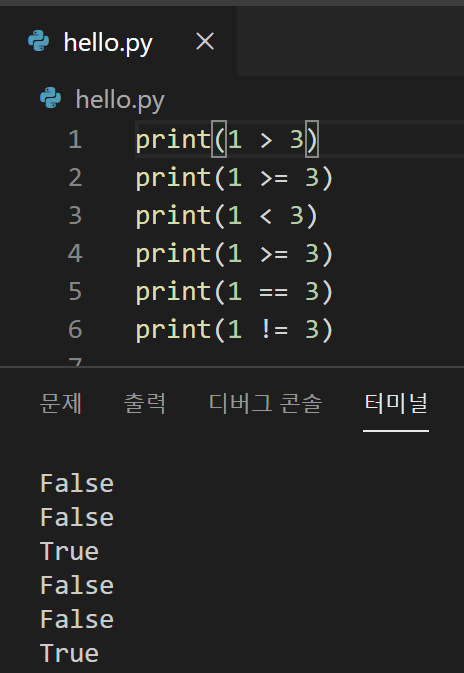 hello.py ×
hello.py
1 print(1 > 3)
2 print(1 >= 3)
3 print(1 < 3)
4 print(1 >= 3)
5 print(1 == 3)
6 print(1 != 3)
7
문제 출력 디버그 콘솔 터미널
False
False
True
False
False
True